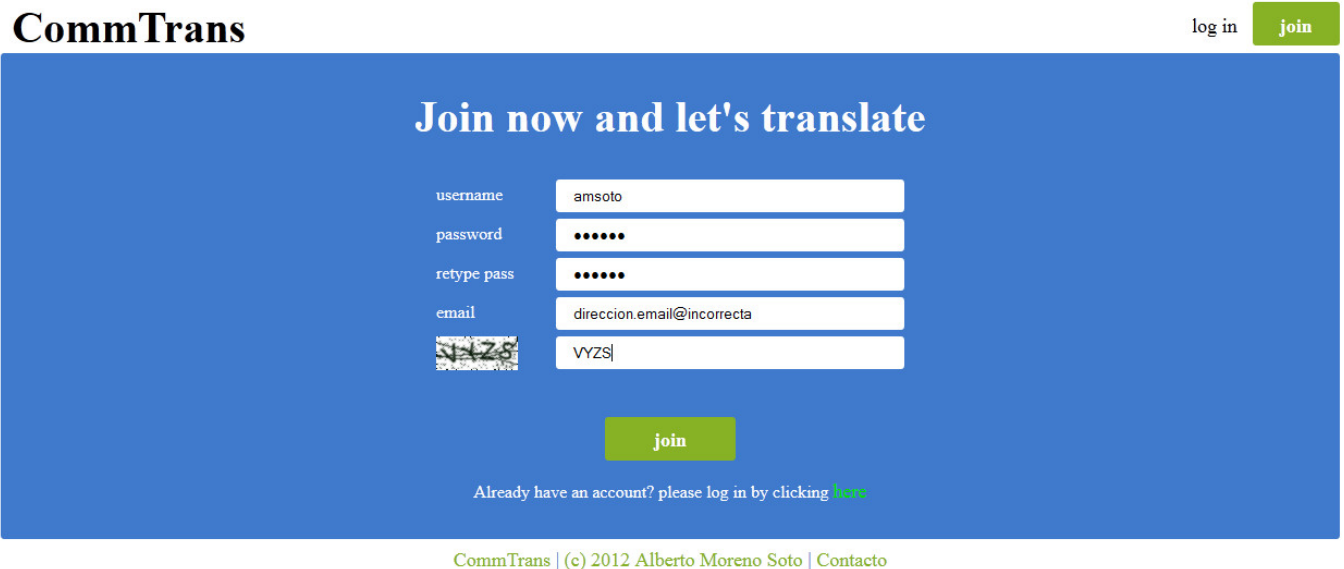 CommTrans
log in
join
Join now and let's translate
username
amsoto
password
••••••
retype pass
••••••
email
direccion.email@incorrecta
VYZS
VYZS
join
Already have an account? please log in by clicking here
CommTrans | (c) 2012 Alberto Moreno Soto | Contacto